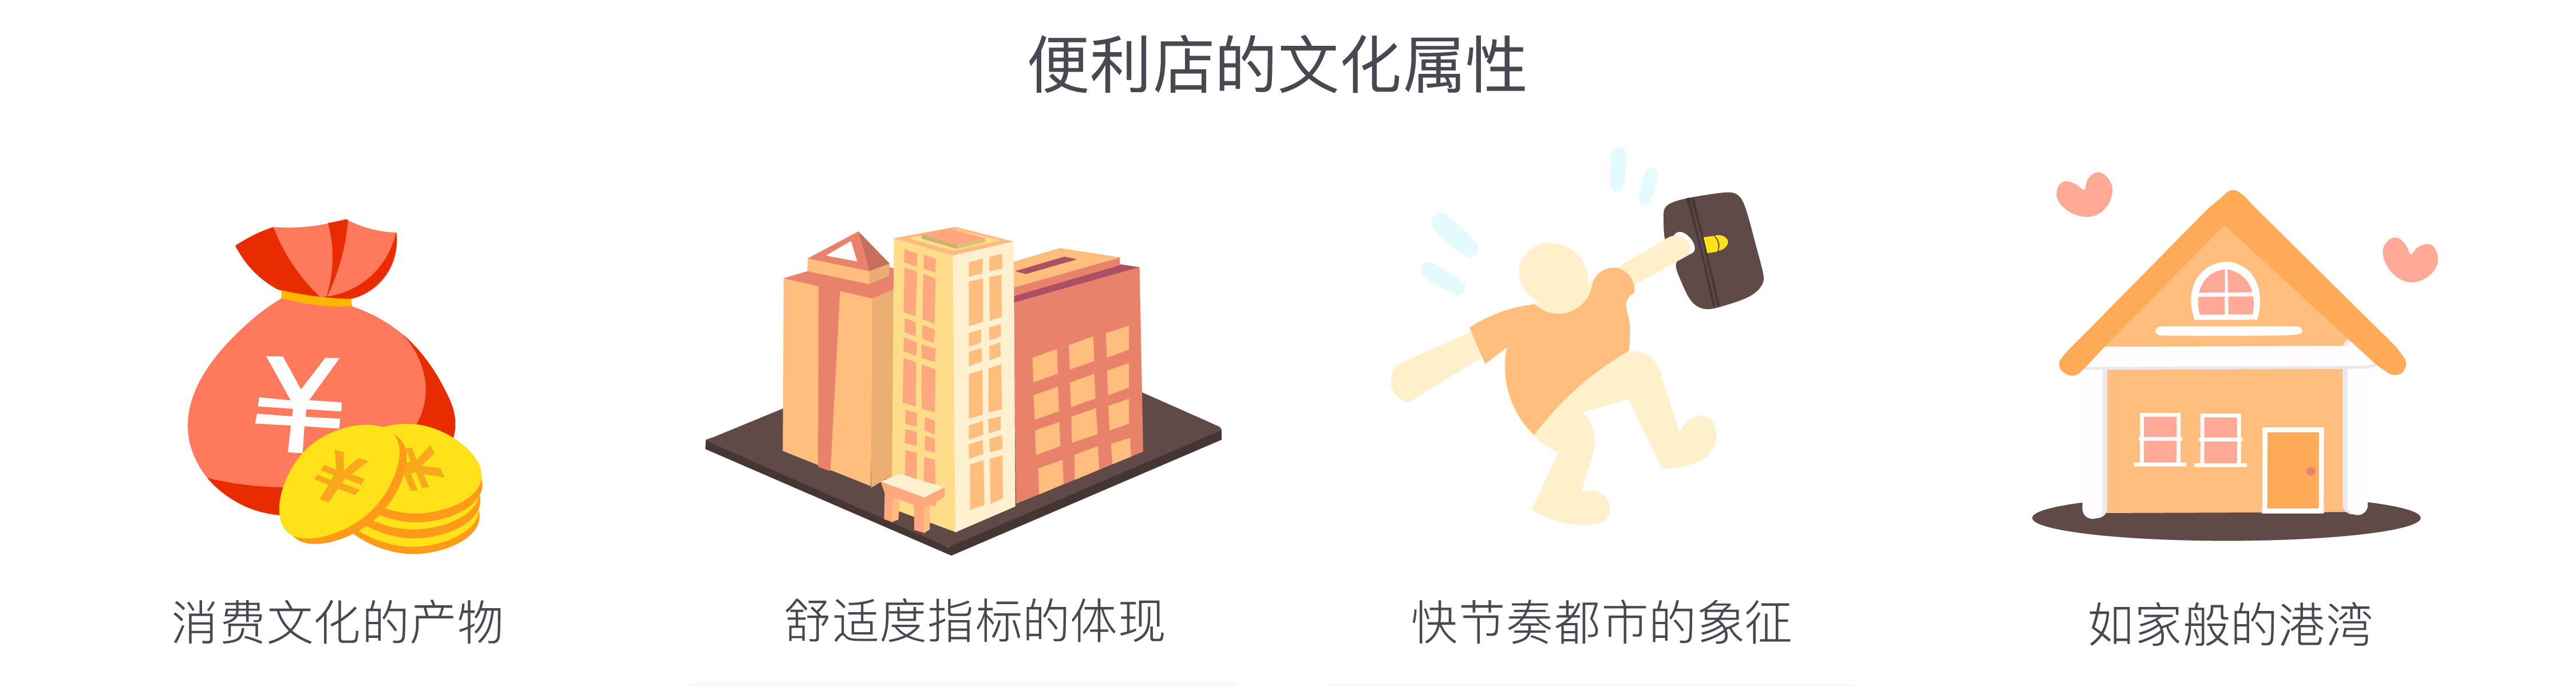 便利店的文化属性
¥
¥
¥
消费文化的产物
舒适度指标的体现
快节奏都市的象征
如家般的港湾